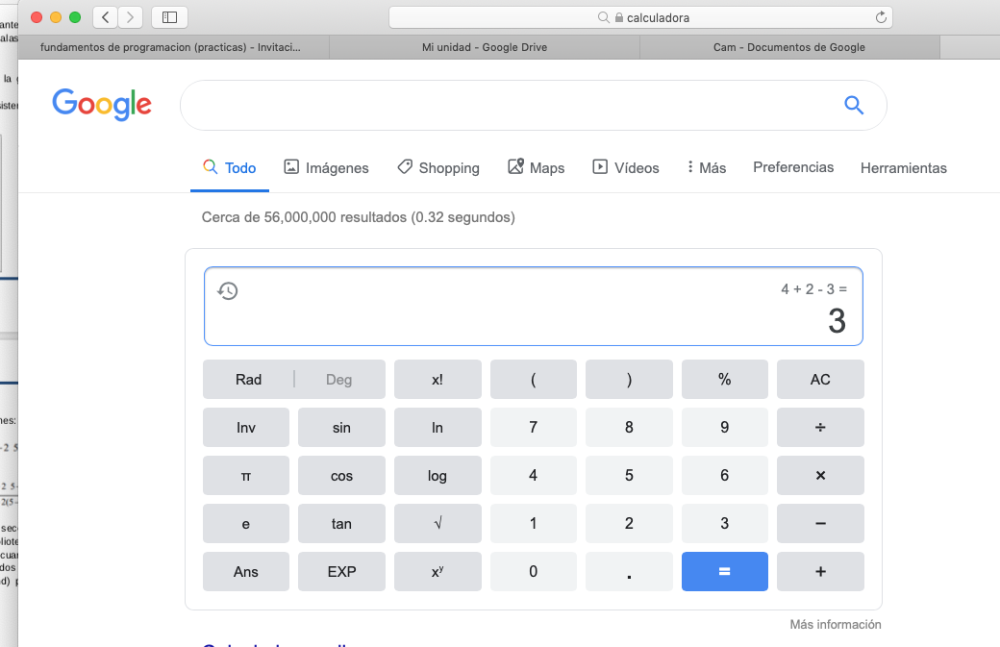 calculadora
fundamentos de programacion (practicas) - Invitaci...
Mi unidad - Google Drive
Cam - Documentos de Google
Google
Todo
Imágenes
Shopping
Maps
Vídeos
Más
Preferencias
Herramientas
Cerca de 56,000,000 resultados (0.32 segundos)
4 + 2 - 3 =
3
Rad Deg x! ( ) % AC
Inv sin ln 7 8 9 ÷
π cos log 4 5 6 ×
e tan √ 1 2 3 −
Ans EXP xʸ 0 . = +
Más información